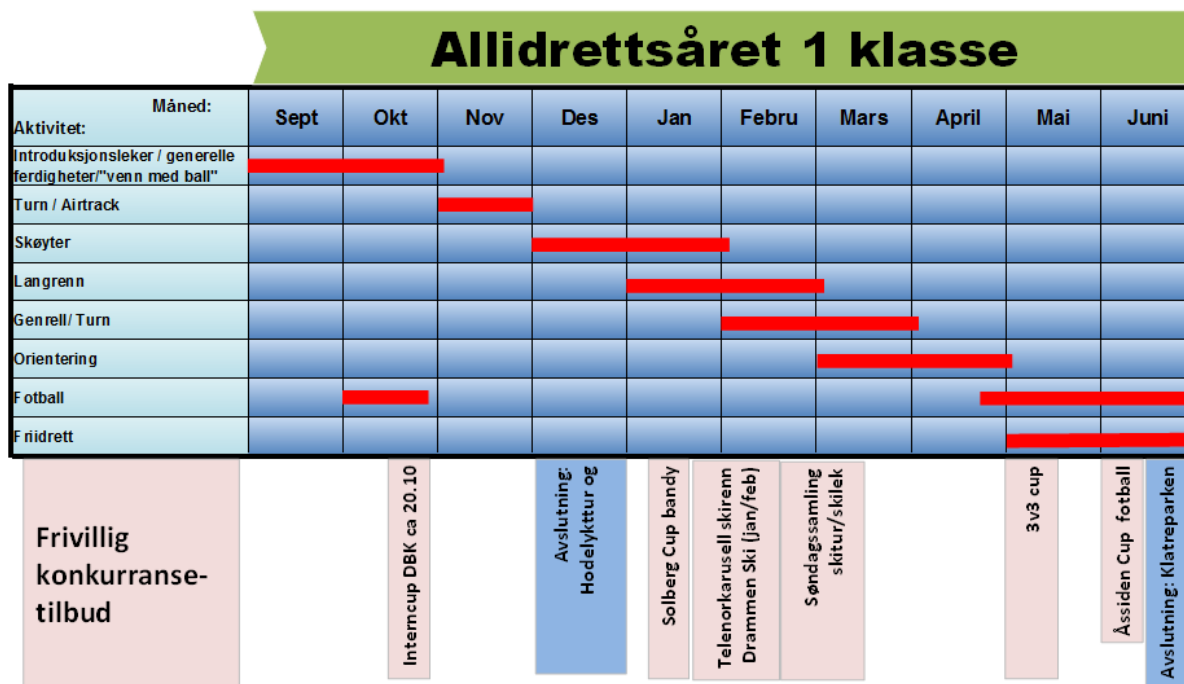 Allidrettsåret 1 klasse
Måned:
Aktivitet:
Sept
Okt
Nov
Des
Jan
Febru
Mars
April
Mai
Juni
Introduksjonsleker / generelle
ferdigheter/"venn med ball"
Turn / Airtrack
Skøyter
Langrenn
Genrell/ Turn
Orientering
Fotball
Friidrett
Frivillig
konkurranse-
tilbud
Interncup DBK ca 20.10
Avslutning:
Hodelykttur og
Solberg Cup bandy
Telenorkarusell skirenn
Drammen Ski (jan/feb)
Søndagssamling
skitur/skilek
3v3 cup
Åssiden Cup fotball
Avslutning: Klatreparken